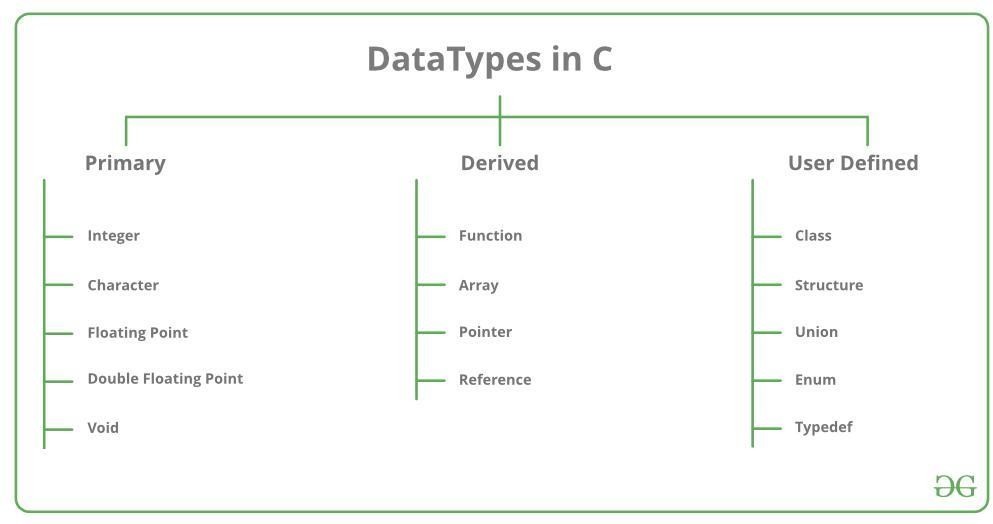 DataTypes in C
Primary
Integer
Character
Floating Point
Double Floating Point
Void
Derived
Function
Array
Pointer
Reference
User Defined
Class
Structure
Union
Enum
Typedef